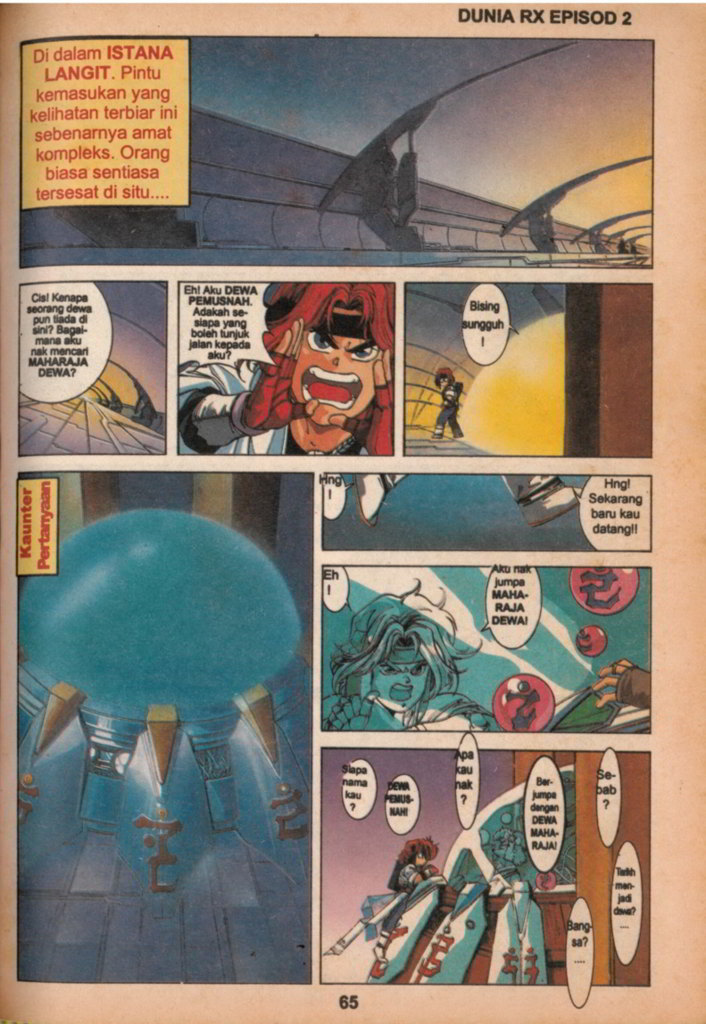 DUNIA RX EPISOD 2
Di dalam ISTANA
LANGIT. Pintu
kemasukan yang
kelihatan terbiar ini
sebenarnya amat
kompleks. Orang
biasa sentiasa
tersesat di situ....
Cis! Kenapa
seorang dewa
pun tiada di
sini? Bagai-
mana aku
nak mencari
MAHARAJA
DEWA?
Eh! Aku DEWA
PEMUSNAH.
Adakah se-
siapa yang
boleh tunjuk
jalan kepada
aku?
Bising
sungguh
!
Kaunter
Pertanyaan
Hng
!
Hng!
Sekarang
baru kau
datang!!
Eh
!
Aku nak
jumpa
MAHA-
RAJA
DEWA!
Siapa
nama
kau
?
DEWA
PEMUS-
NAH!
Apa
kau
nak
?
Ber-
jumpa
dengan
DEWA
MAHA-
RAJA!
Se-
bab
?
Tarikh
men-
jadi
dewa?
....
Bang-
sa?
....
65